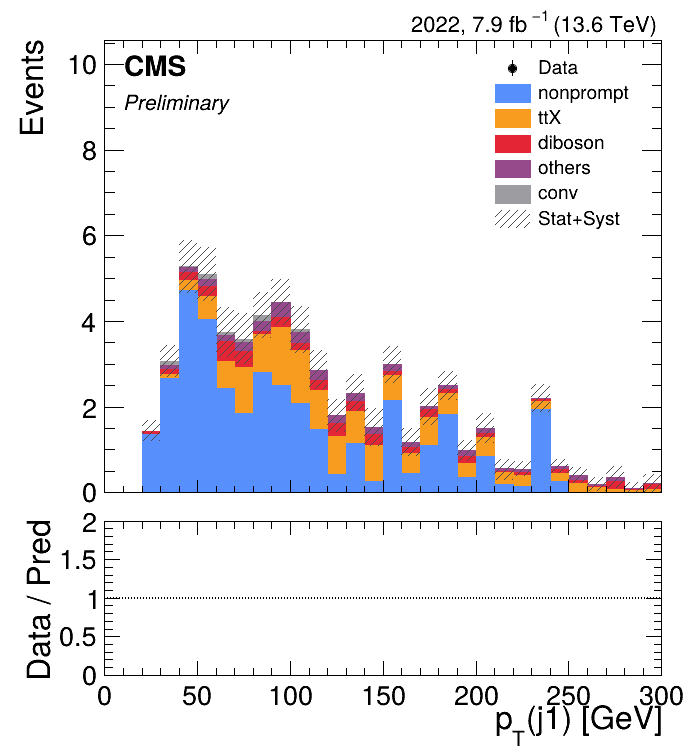 2022, 7.9 fb⁻¹ (13.6 TeV)
Events
10
8
6
4
2
0
CMS
Preliminary
Data
nonprompt
ttX
diboson
others
conv
Stat+Syst
Data / Pred
2
1.5
1
0.5
0
0 50 100 150 200 250 300
p_T(j1) [GeV]